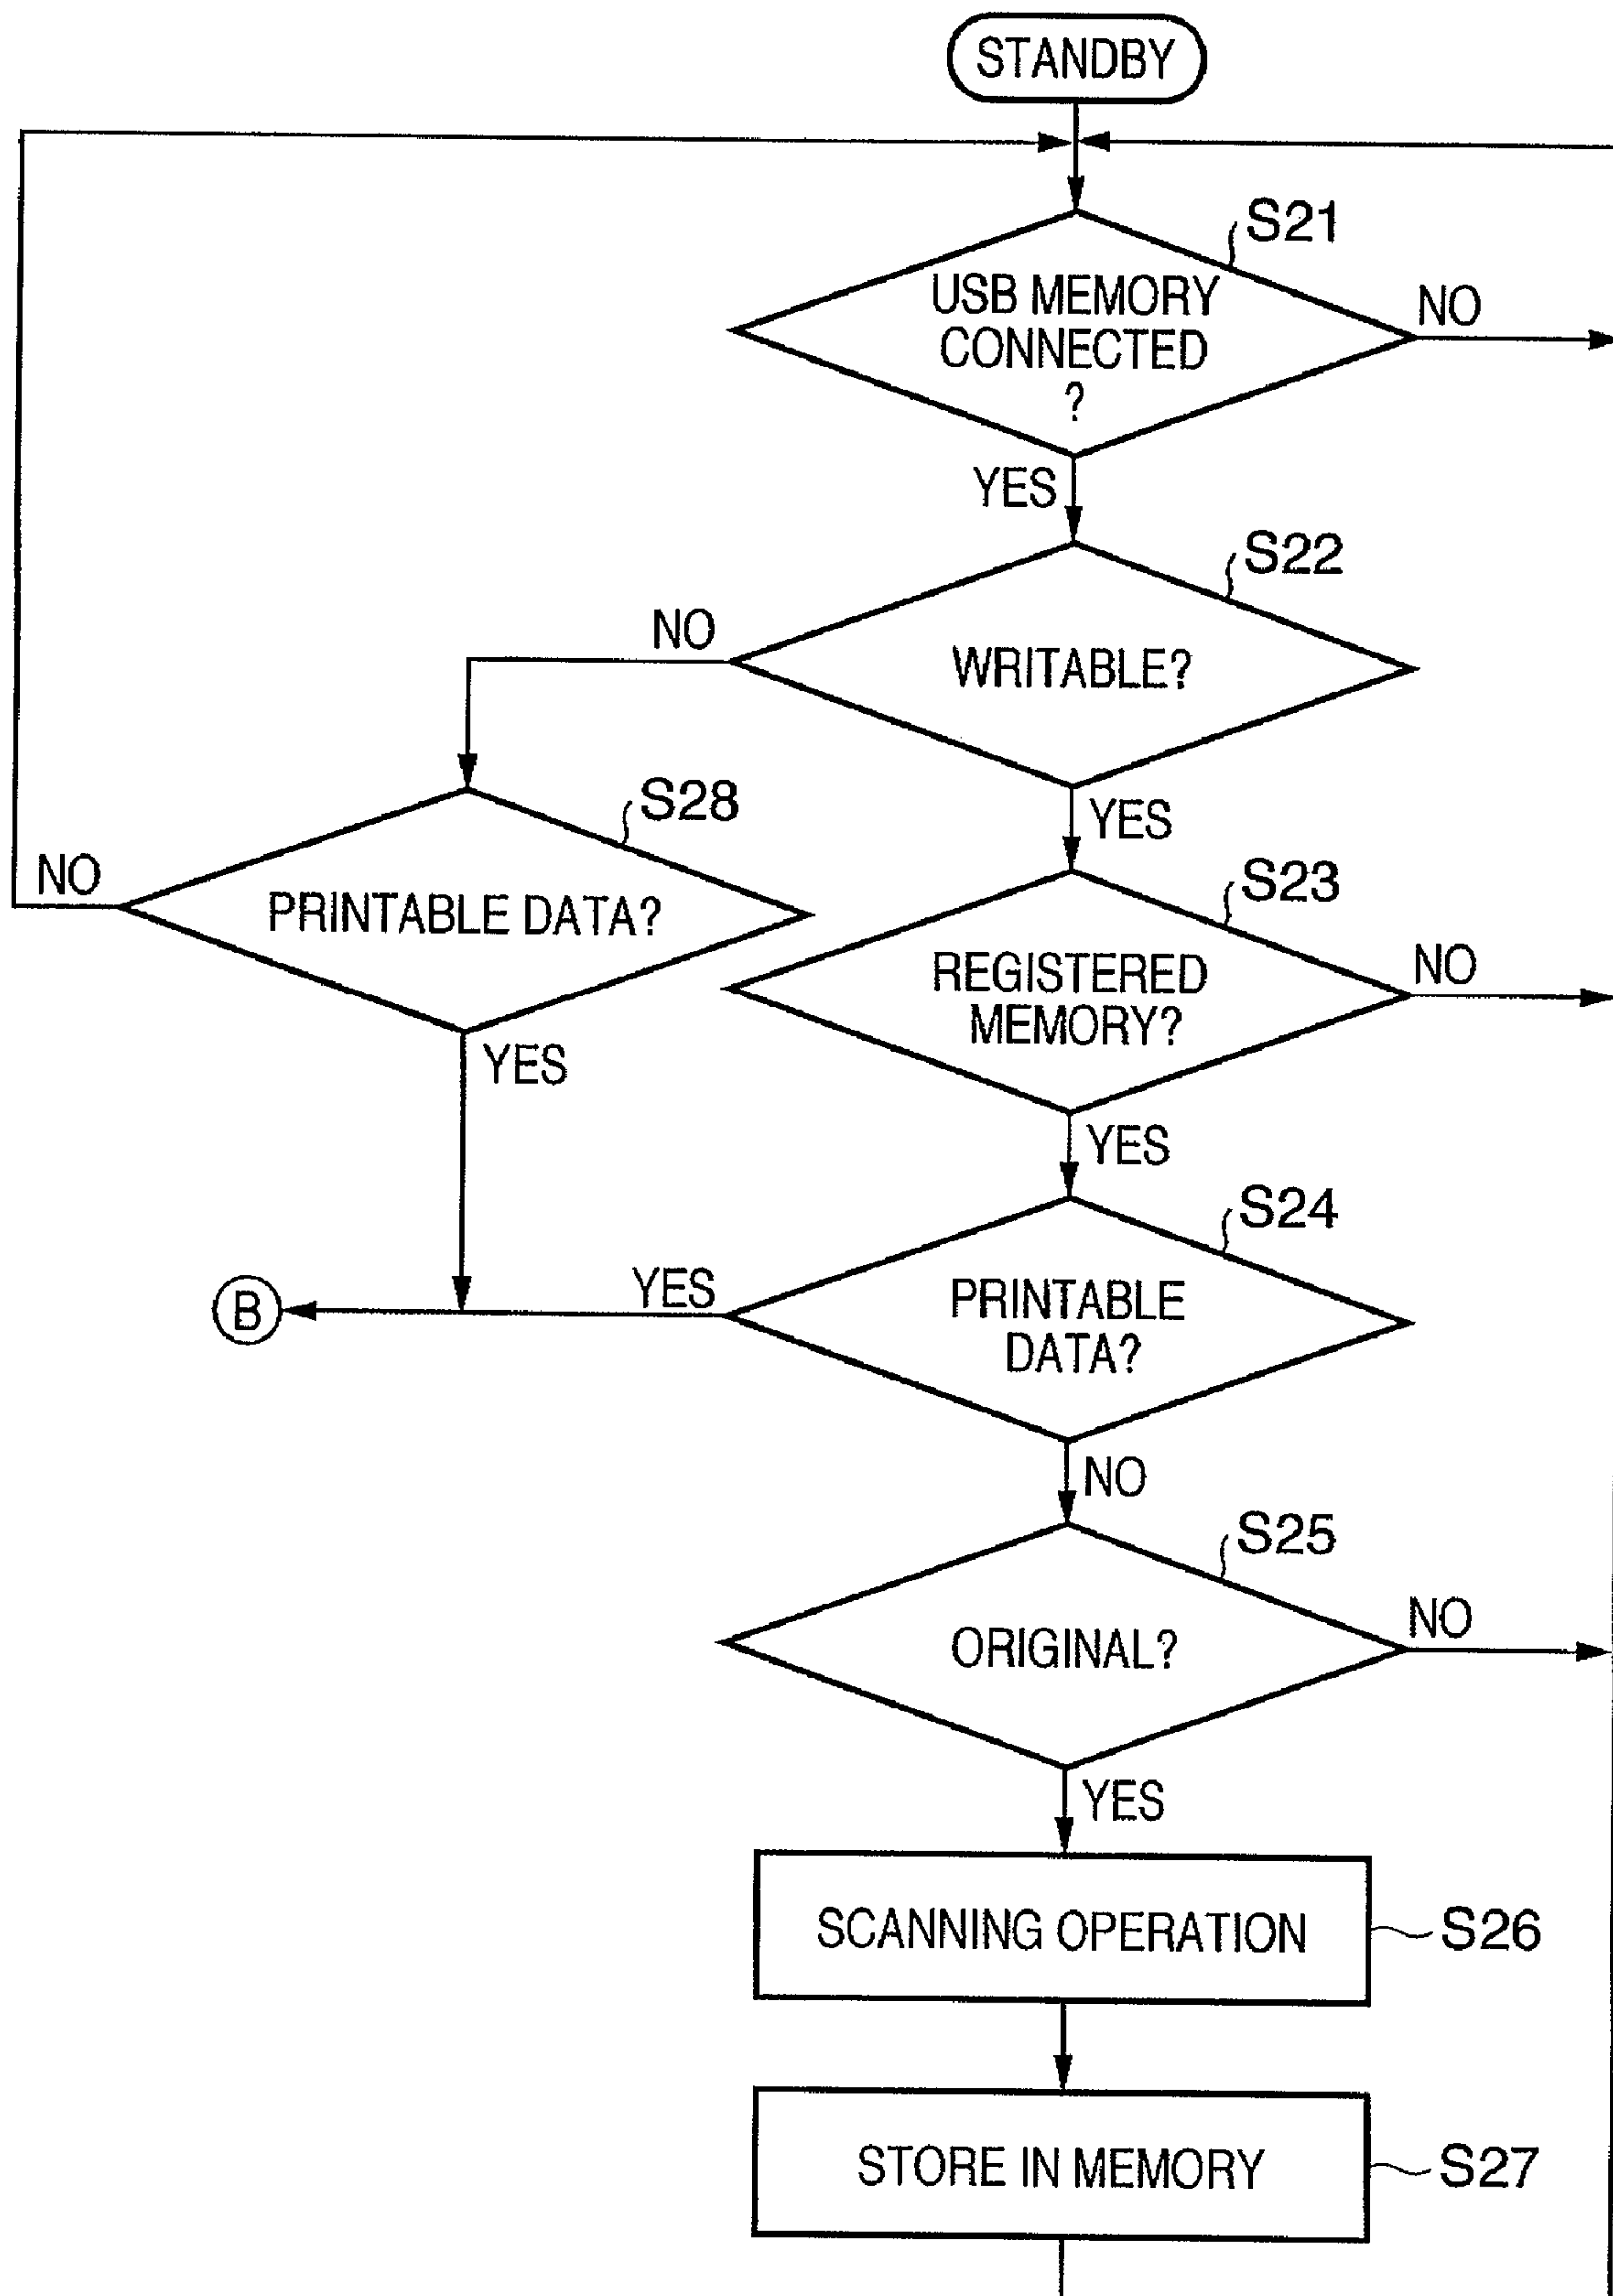 STANDBY
S21
USB MEMORY
CONNECTED
?
NO
YES
S22
NO
WRITABLE?
YES
S28
NO
PRINTABLE DATA?
YES
S23
REGISTERED
MEMORY?
NO
YES
S24
B
YES
PRINTABLE
DATA?
NO
S25
ORIGINAL?
NO
YES
SCANNING OPERATION
S26
STORE IN MEMORY
S27